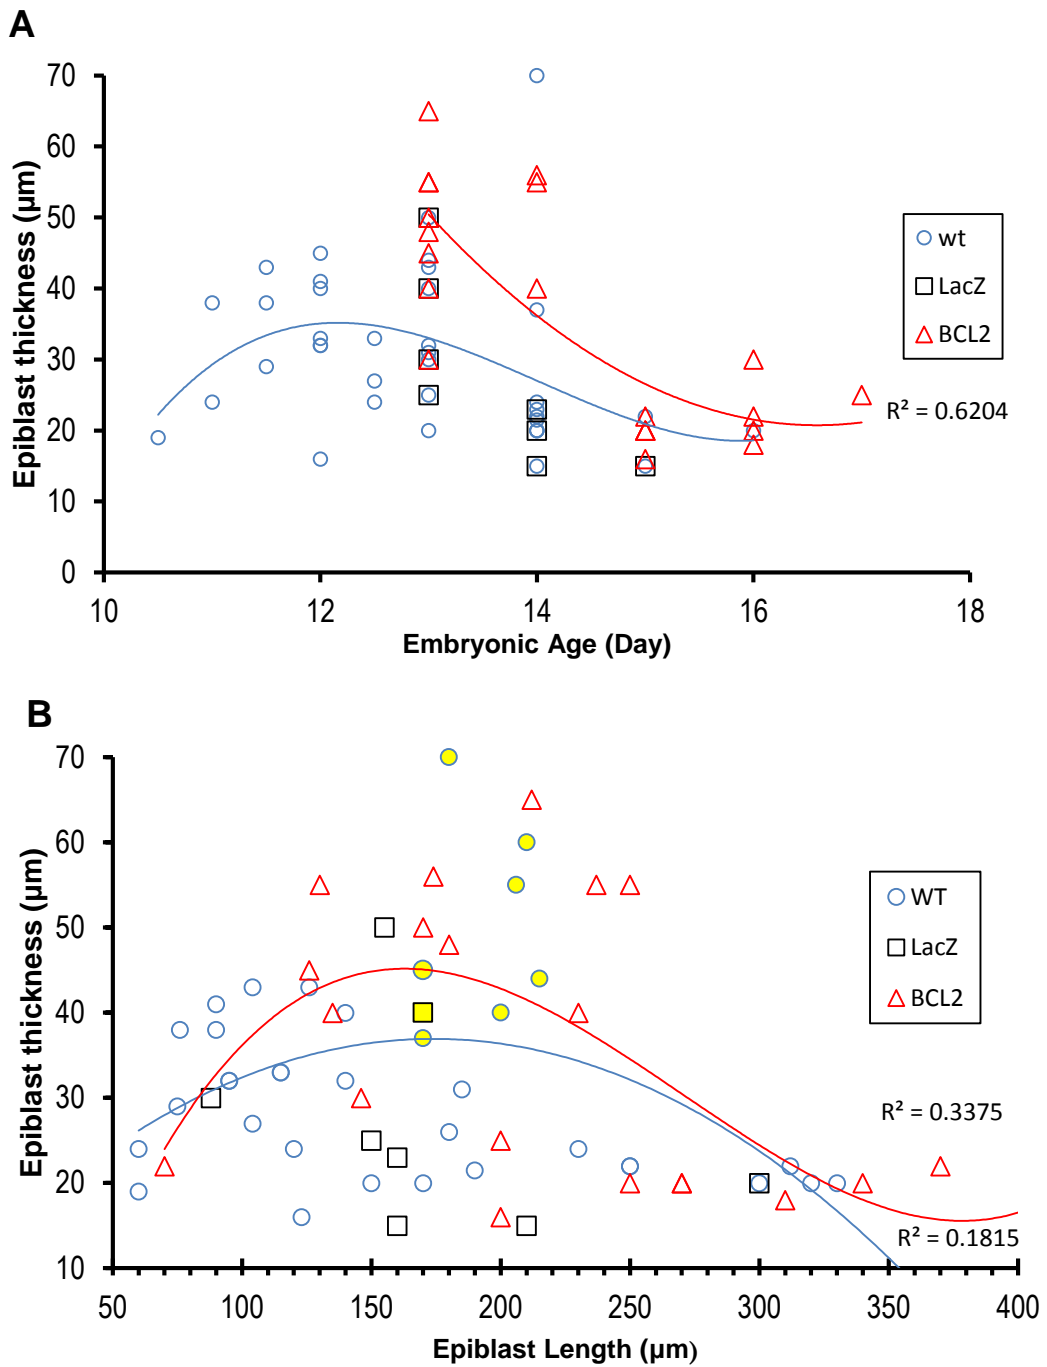 A
Epiblast thickness (µm)
70
60
50
40
30
20
10
0
wt
LacZ
BCL2
R² = 0.6204
10 12 14 16 18
Embryonic Age (Day)
B
Epiblast thickness (µm)
70
60
50
40
30
20
10
WT
LacZ
BCL2
R² = 0.3375
R² = 0.1815
50 100 150 200 250 300 350 400
Epiblast Length (µm)